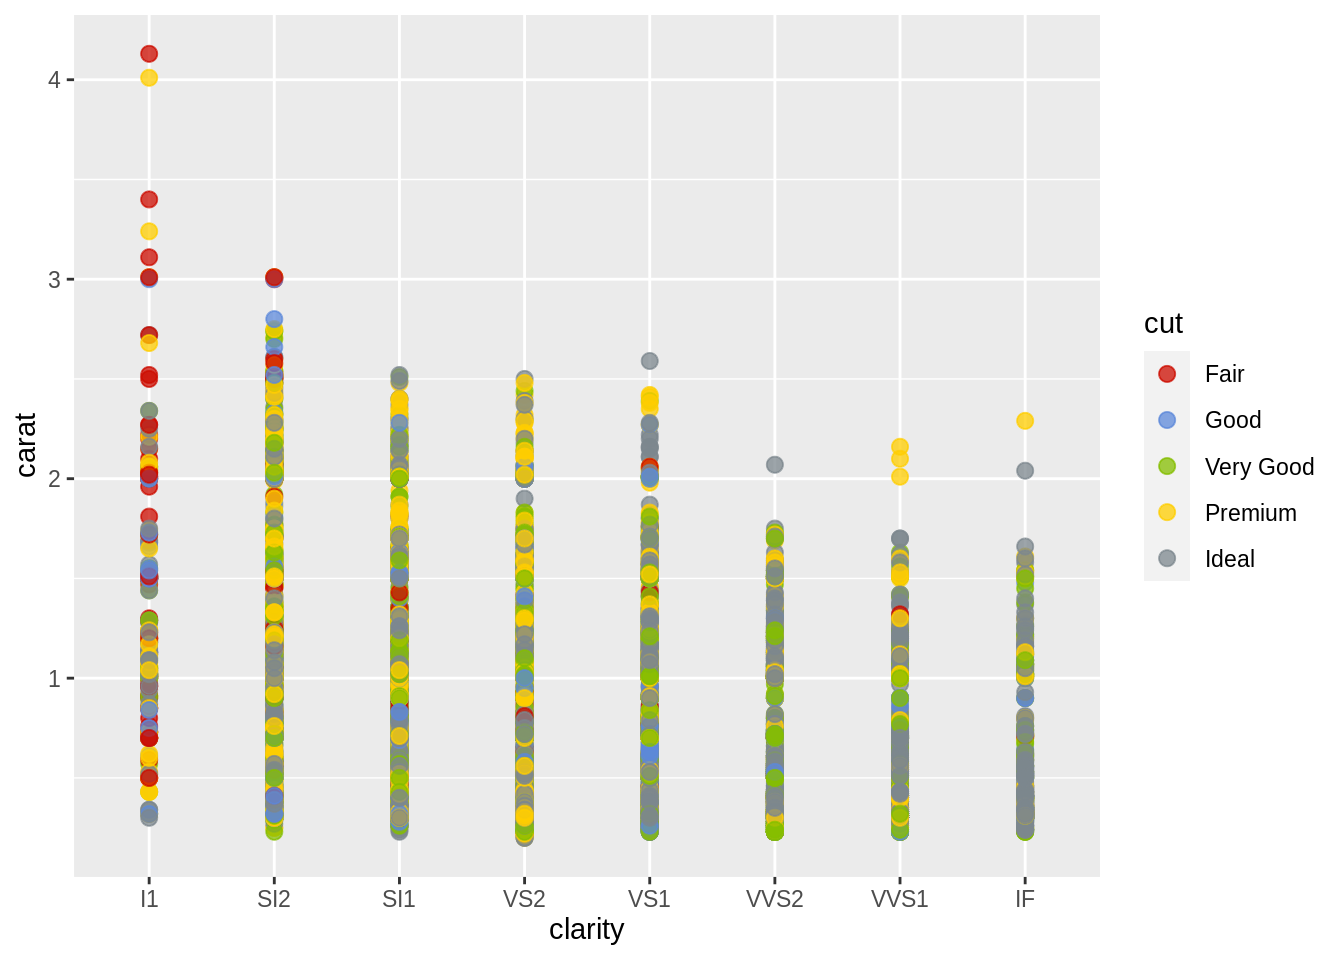 4
3
2
1
carat
I1 SI2 SI1 VS2 VS1 VVS2 VVS1 IF
clarity
cut
Fair
Good
Very Good
Premium
Ideal